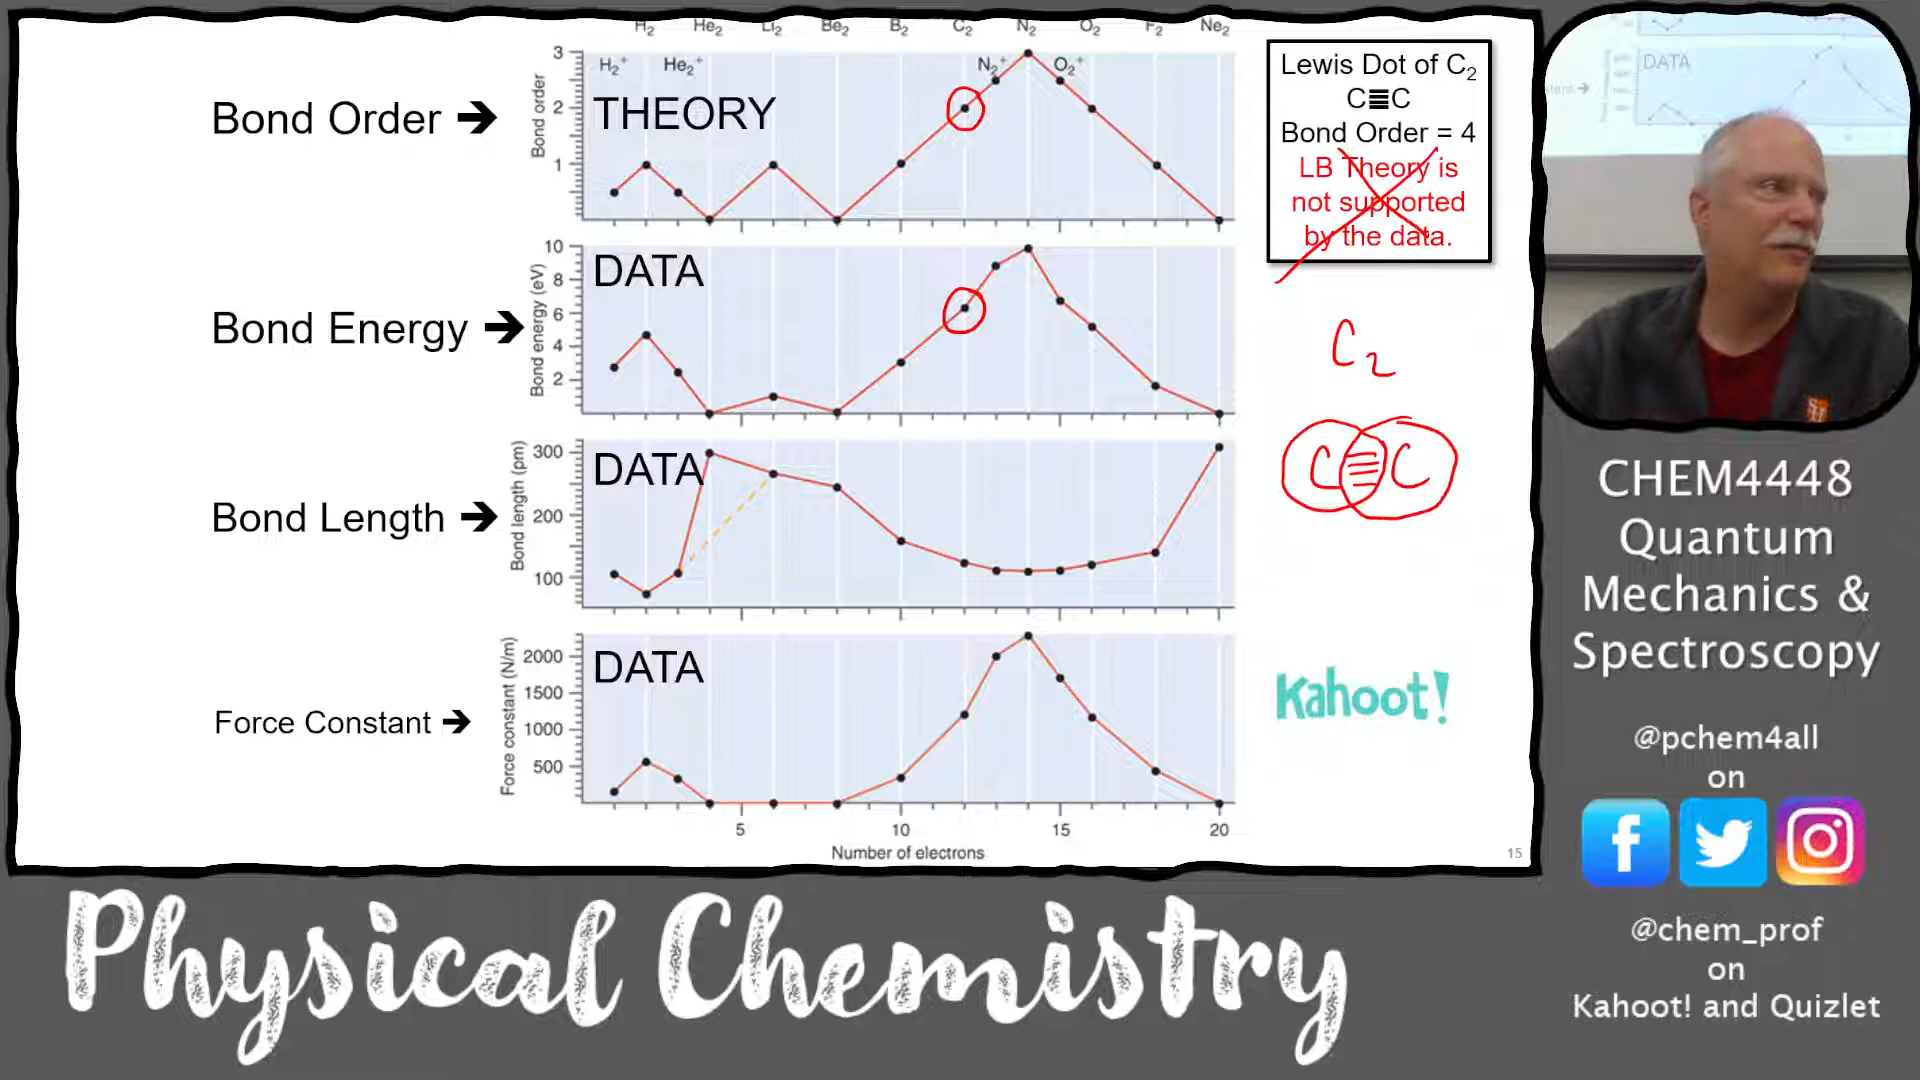 H₂ He₂ Li₂ Be₂ B₂ C₂ N₂ O₂ F₂ Ne₂
Bond Order ➔
Bond order
3
2
1
H₂⁺ He₂⁺ N₂⁺ O₂⁺
THEORY
Bond Energy ➔
Bond energy (eV)
10
8
6
4
2
DATA
Bond Length ➔
Bond length (pm)
300
200
100
DATA
Force Constant ➔
Force constant (N/m)
2000
1500
1000
500
DATA
5 10 15 20
Number of electrons
Lewis Dot of C₂
C≣C
Bond Order = 4
LB Theory is
not supported
by the data.
C₂
C≣C
Kahoot!
15
DATA
CHEM4448
Quantum
Mechanics &
Spectroscopy
@pchem4all
on
@chem_prof
on
Kahoot! and Quizlet
Physical Chemistry